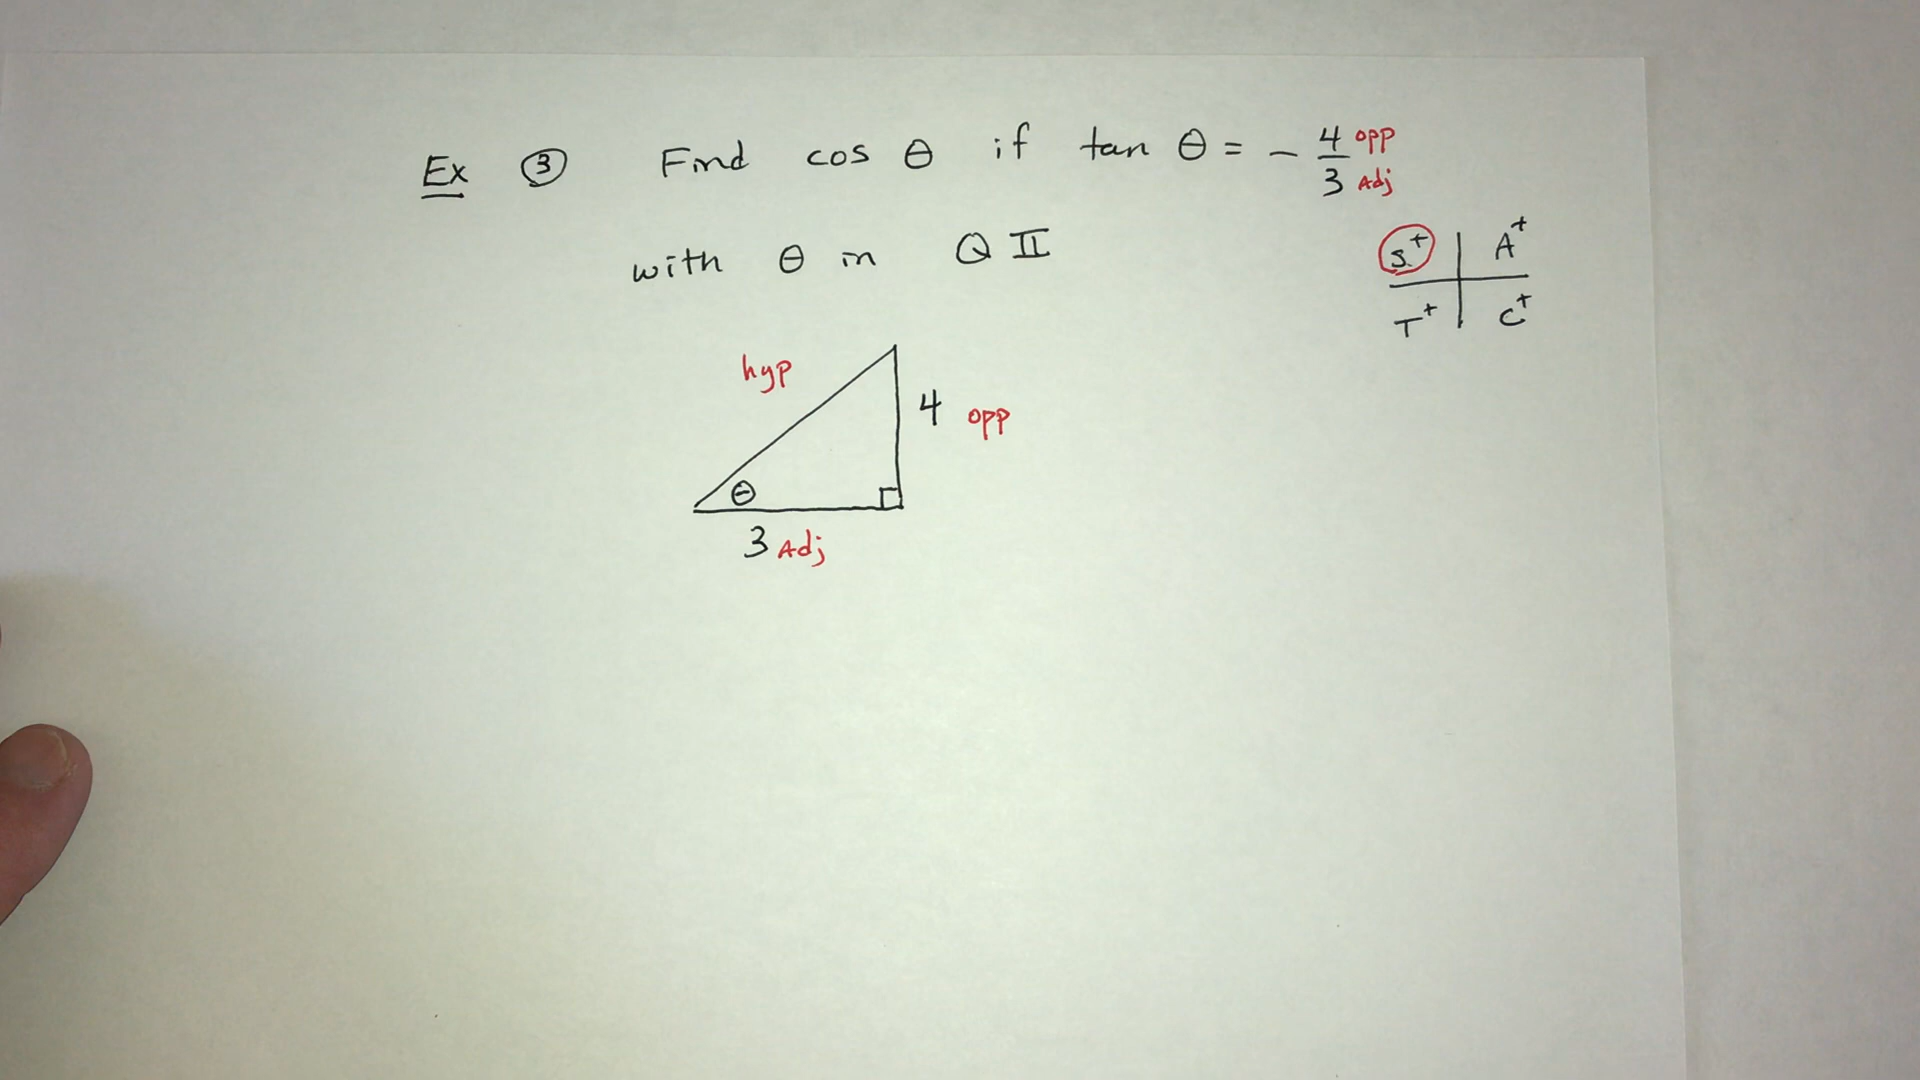 Ex ③ Find cos θ if tan θ = - 4/3 opp Adj
with θ in Q II
S+ A+
T+ C+
hyp
4 opp
θ
3 Adj